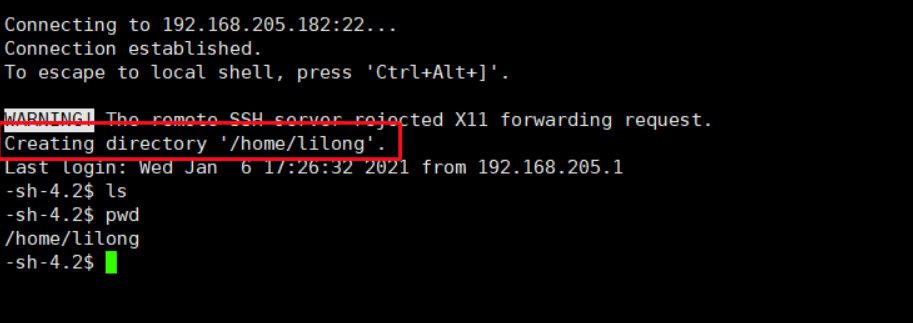 Connecting to 192.168.205.182:22...
Connection established.
To escape to local shell, press 'Ctrl+Alt+]'.
WARNING! The remote SSH server rejected X11 forwarding request.
Creating directory '/home/lilong'.
Last login: Wed Jan  6 17:26:32 2021 from 192.168.205.1
-sh-4.2$ ls
-sh-4.2$ pwd
/home/lilong
-sh-4.2$